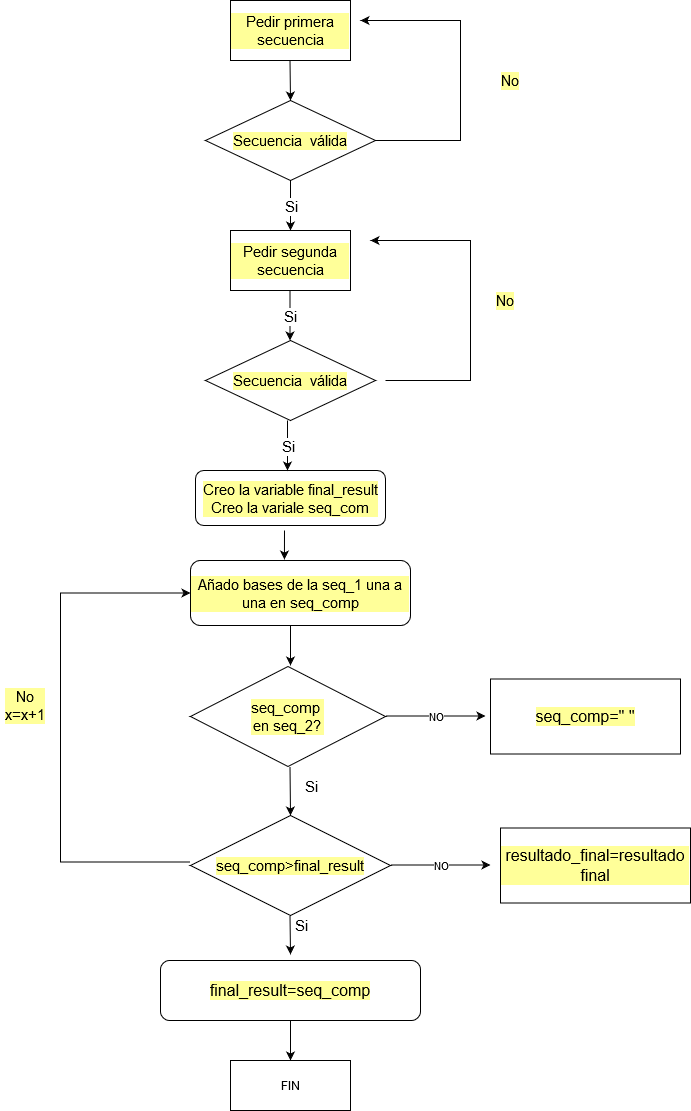 Pedir primera
secuencia
No
Secuencia válida
Si
Pedir segunda
secuencia
No
Si
Secuencia válida
Si
Creo la variable final_result
Creo la variale seq_com
Añado bases de la seq_1 una a
una en seq_comp
No
x=x+1
seq_comp
en seq_2?
NO
seq_comp=" "
Si
seq_comp>final_result
NO
resultado_final=resultado
final
Si
final_result=seq_comp
FIN